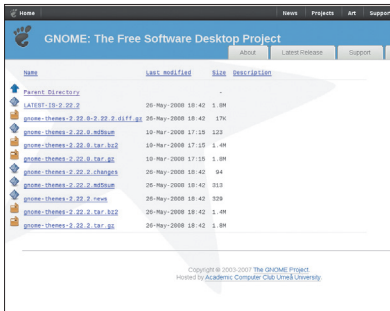 Home News Projects Art Support
GNOME: The Free Software Desktop Project
About Latest Release Support
Name Last modified Size Description
Parent Directory -
LATEST-IS-2.22.2 26-May-2008 18:42 1.8M
gnome-themes-2.22.0-2.22.2.diff.gz 26-May-2008 18:42 17K
gnome-themes-2.22.0.md5sum 10-Mar-2008 17:15 123
gnome-themes-2.22.0.tar.bz2 10-Mar-2008 17:15 1.4M
gnome-themes-2.22.0.tar.gz 10-Mar-2008 17:15 1.8M
gnome-themes-2.22.2.changes 26-May-2008 18:42 94
gnome-themes-2.22.2.md5sum 26-May-2008 18:42 313
gnome-themes-2.22.2.news 26-May-2008 18:42 329
gnome-themes-2.22.2.tar.bz2 26-May-2008 18:42 1.4M
gnome-themes-2.22.2.tar.gz 26-May-2008 18:42 1.8M
Copyright © 2003-2007 The GNOME Project.
Hosted by Academic Computer Club Umeå University.